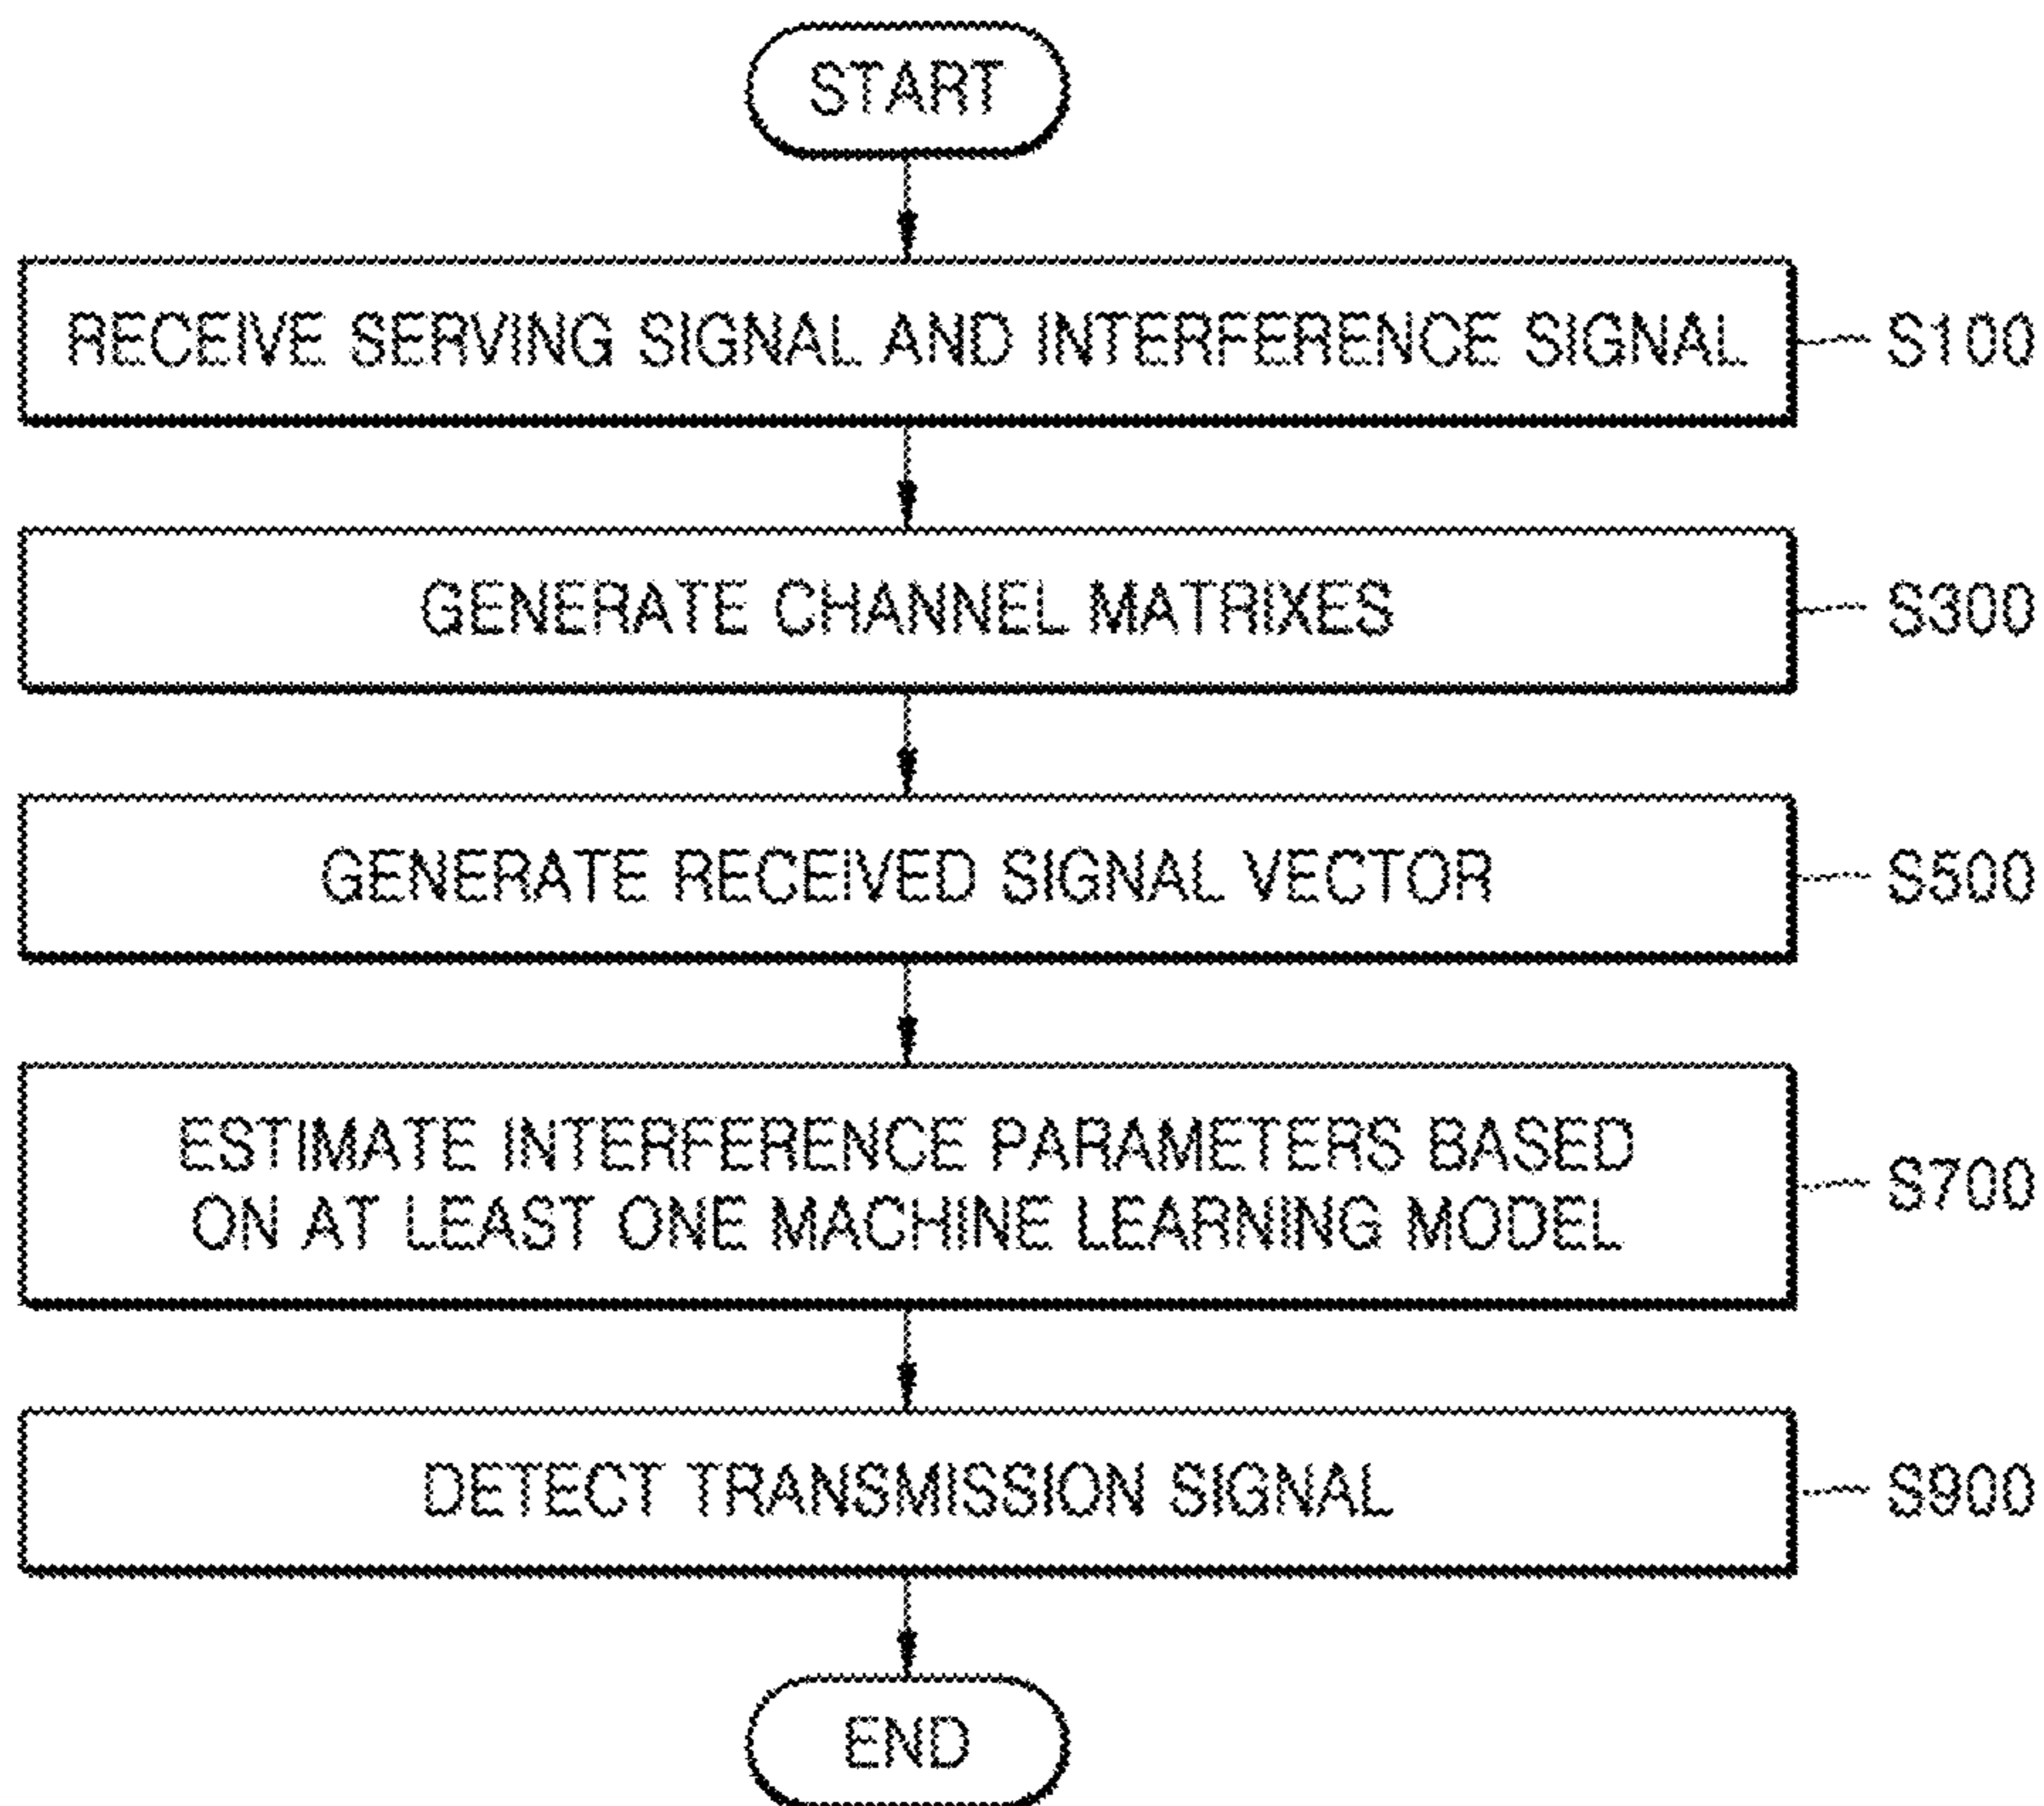 START
RECEIVE SERVING SIGNAL AND INTERFERENCE SIGNAL
S100
GENERATE CHANNEL MATRIXES
S300
GENERATE RECEIVED SIGNAL VECTOR
S500
ESTIMATE INTERFERENCE PARAMETERS BASED
ON AT LEAST ONE MACHINE LEARNING MODEL
S700
DETECT TRANSMISSION SIGNAL
S900
END